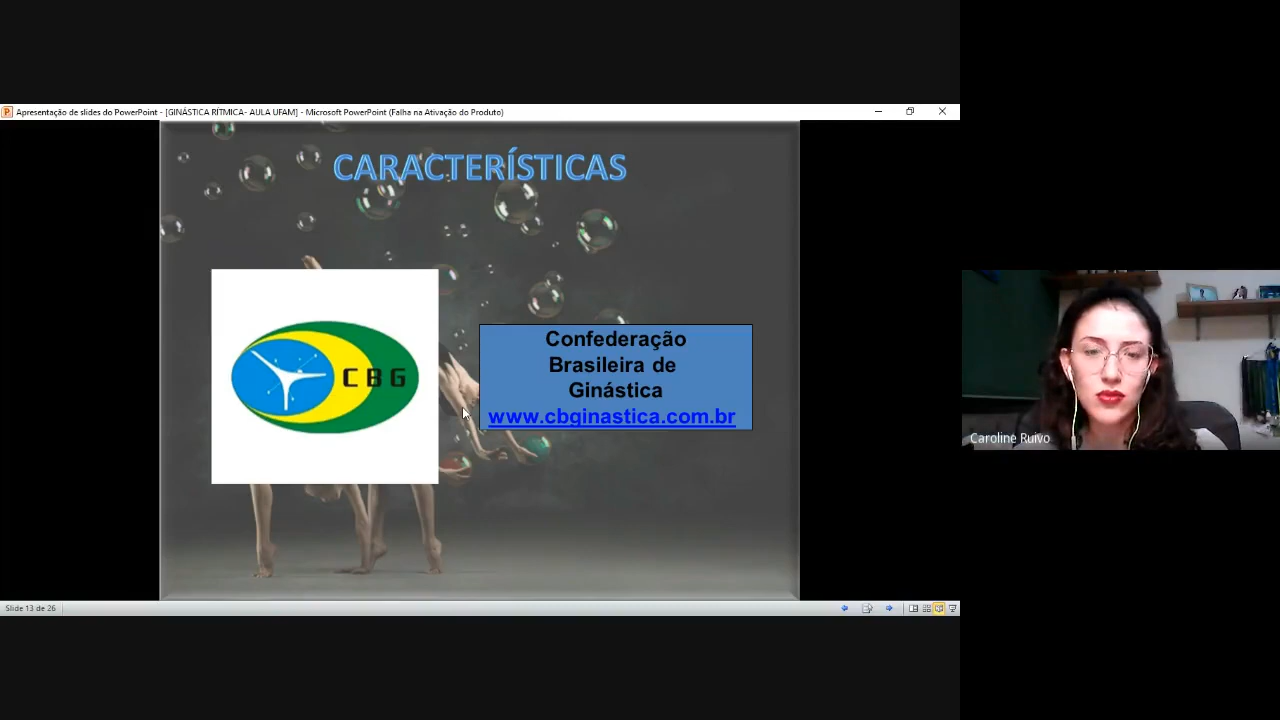 Apresentação de slides do PowerPoint - [GINÁSTICA RÍTMICA- AULA UFAM] - Microsoft PowerPoint (Falha na Ativação do Produto)
CARACTERÍSTICAS
CBG
Confederação
Brasileira de
Ginástica
www.cbginastica.com.br
Caroline Ruivo
Slide 13 de 26